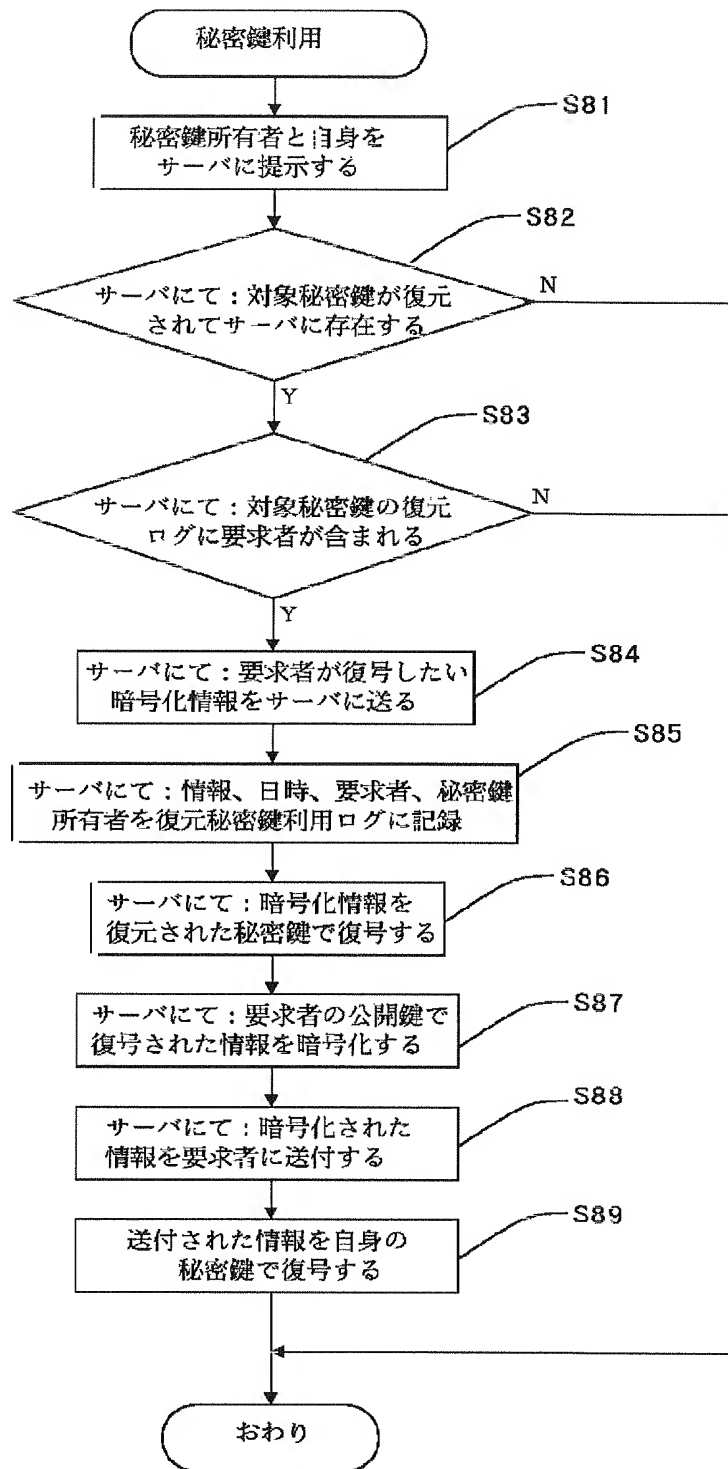 秘密鍵利用
S81
秘密鍵所有者と自身を
サーバに提示する
S82
サーバにて：対象秘密鍵が復元
されてサーバに存在する
N
Y
S83
サーバにて：対象秘密鍵の復元
ログに要求者が含まれる
N
Y
S84
サーバにて：要求者が復号したい
暗号化情報をサーバに送る
S85
サーバにて：情報、日時、要求者、秘密鍵
所有者を復元秘密鍵利用ログに記録
S86
サーバにて：暗号化情報を
復元された秘密鍵で復号する
S87
サーバにて：要求者の公開鍵で
復号された情報を暗号化する
S88
サーバにて：暗号化された
情報を要求者に送付する
S89
送付された情報を自身の
秘密鍵で復号する
おわり